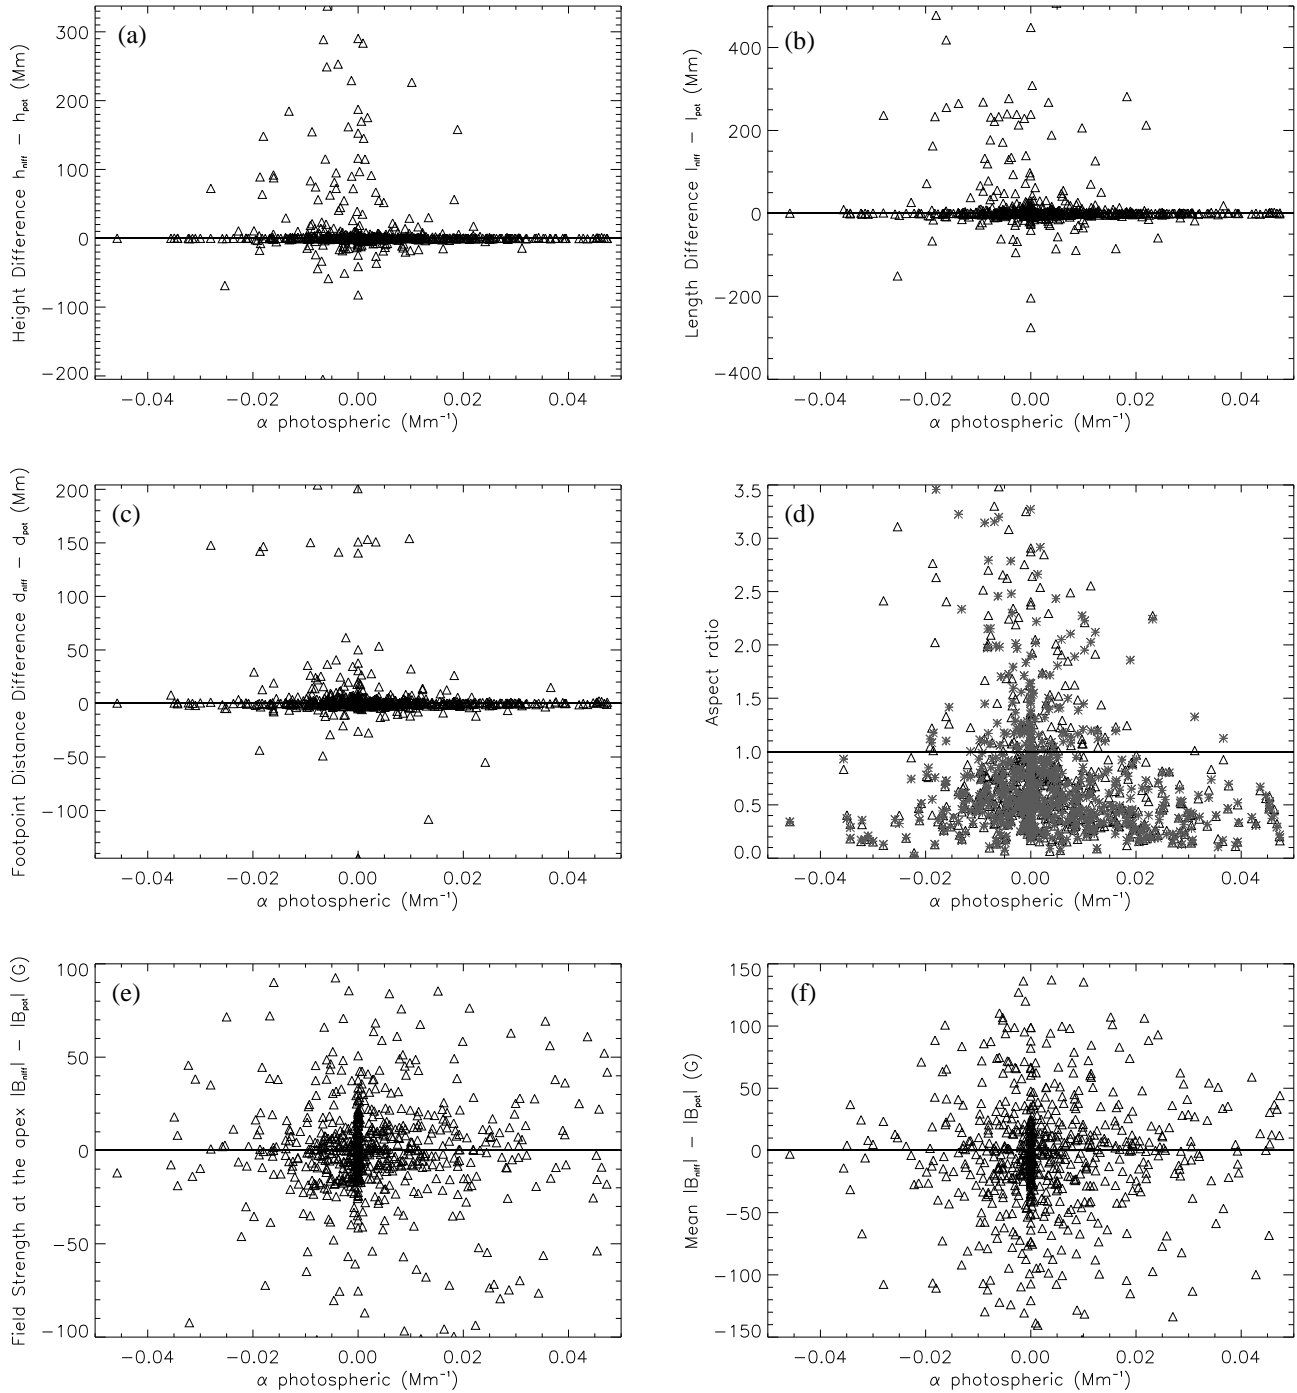 (a)
Height Difference h_nlff − h_pot (Mm)
300
200
100
0
−100
−200
−0.04 −0.02 0.00 0.02 0.04
α photospheric (Mm⁻¹)
(b)
Length Difference l_nlff − l_pot (Mm)
400
200
0
−200
−400
−0.04 −0.02 0.00 0.02 0.04
α photospheric (Mm⁻¹)
(c)
Footpoint Distance Difference d_nlff − d_pot (Mm)
200
150
100
50
0
−50
−100
−0.04 −0.02 0.00 0.02 0.04
α photospheric (Mm⁻¹)
(d)
Aspect ratio
3.5
3.0
2.5
2.0
1.5
1.0
0.5
0.0
−0.04 −0.02 0.00 0.02 0.04
α photospheric (Mm⁻¹)
(e)
Field Strength at the apex |B_nlff| − |B_pot| (G)
100
50
0
−50
−100
−0.04 −0.02 0.00 0.02 0.04
α photospheric (Mm⁻¹)
(f)
Mean |B_nlff| − |B_pot| (G)
150
100
50
0
−50
−100
−150
−0.04 −0.02 0.00 0.02 0.04
α photospheric (Mm⁻¹)